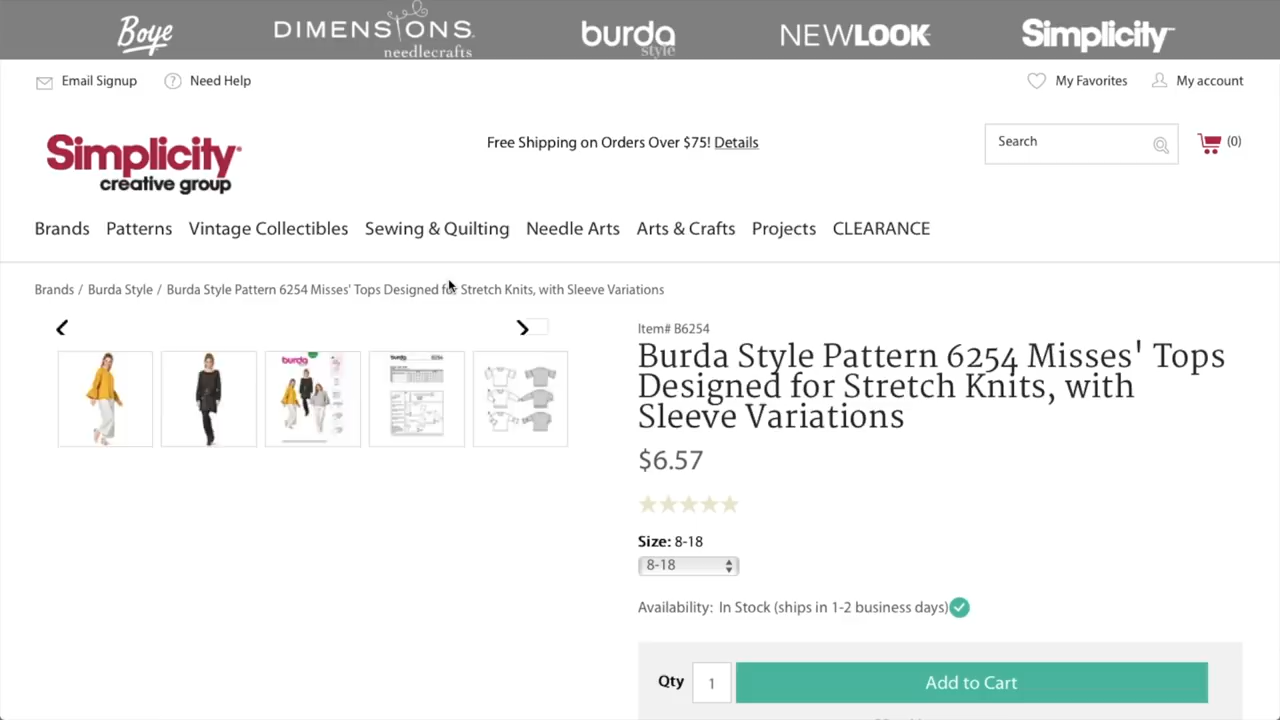 Boye
DIMENSIONS
needlecrafts
burda
style
NEWLOOK
Simplicity
Email Signup
Need Help
My Favorites
My account
Simplicity
creative group
Free Shipping on Orders Over $75! Details
Search
(0)
Brands Patterns Vintage Collectibles Sewing & Quilting Needle Arts Arts & Crafts Projects CLEARANCE
Brands / Burda Style / Burda Style Pattern 6254 Misses' Tops Designed for Stretch Knits, with Sleeve Variations
burda
Item# B6254
Burda Style Pattern 6254 Misses' Tops
Designed for Stretch Knits, with
Sleeve Variations
$6.57
Size: 8-18
8-18
Availability: In Stock (ships in 1-2 business days)
Qty
1
Add to Cart